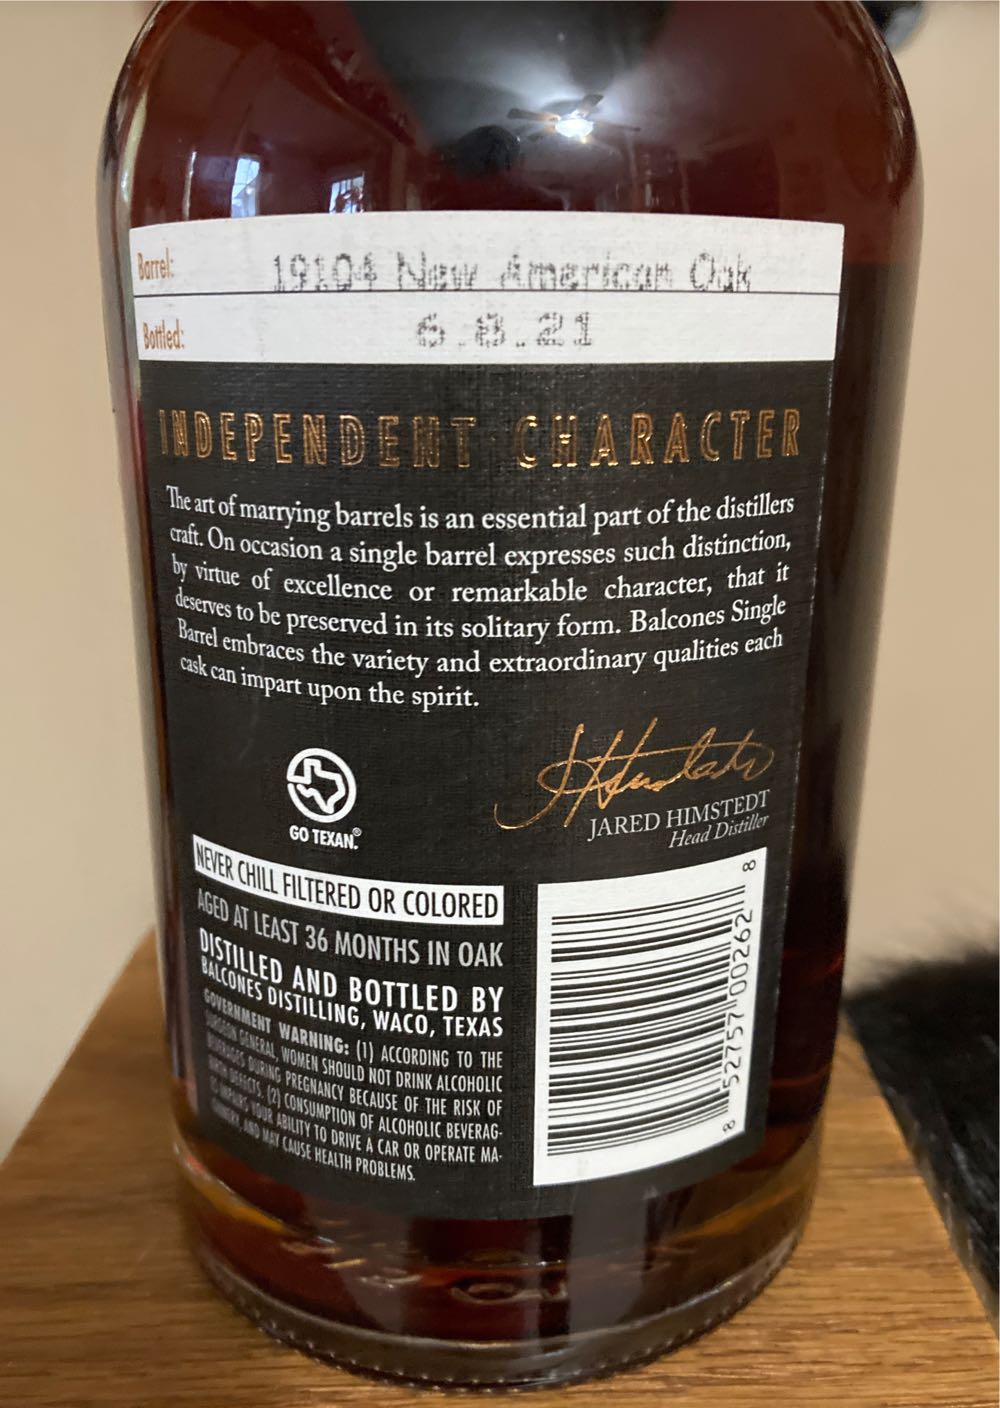 Barrel: 19104 New American Oak
Bottled: 6.8.21
INDEPENDENT CHARACTER
The art of marrying barrels is an essential part of the distillers
craft. On occasion a single barrel expresses such distinction,
by virtue of excellence or remarkable character, that it
deserves to be preserved in its solitary form. Balcones Single
Barrel embraces the variety and extraordinary qualities each
cask can impart upon the spirit.
JHimstedt
JARED HIMSTEDT
Head Distiller
GO TEXAN.®
NEVER CHILL FILTERED OR COLORED
AGED AT LEAST 36 MONTHS IN OAK
DISTILLED AND BOTTLED BY
BALCONES DISTILLING, WACO, TEXAS
GOVERNMENT WARNING: (1) ACCORDING TO THE
SURGEON GENERAL, WOMEN SHOULD NOT DRINK ALCOHOLIC
BEVERAGES DURING PREGNANCY BECAUSE OF THE RISK OF
BIRTH DEFECTS. (2) CONSUMPTION OF ALCOHOLIC BEVERAG-
ES IMPAIRS YOUR ABILITY TO DRIVE A CAR OR OPERATE MA-
CHINERY, AND MAY CAUSE HEALTH PROBLEMS.
8 52757 00262 8